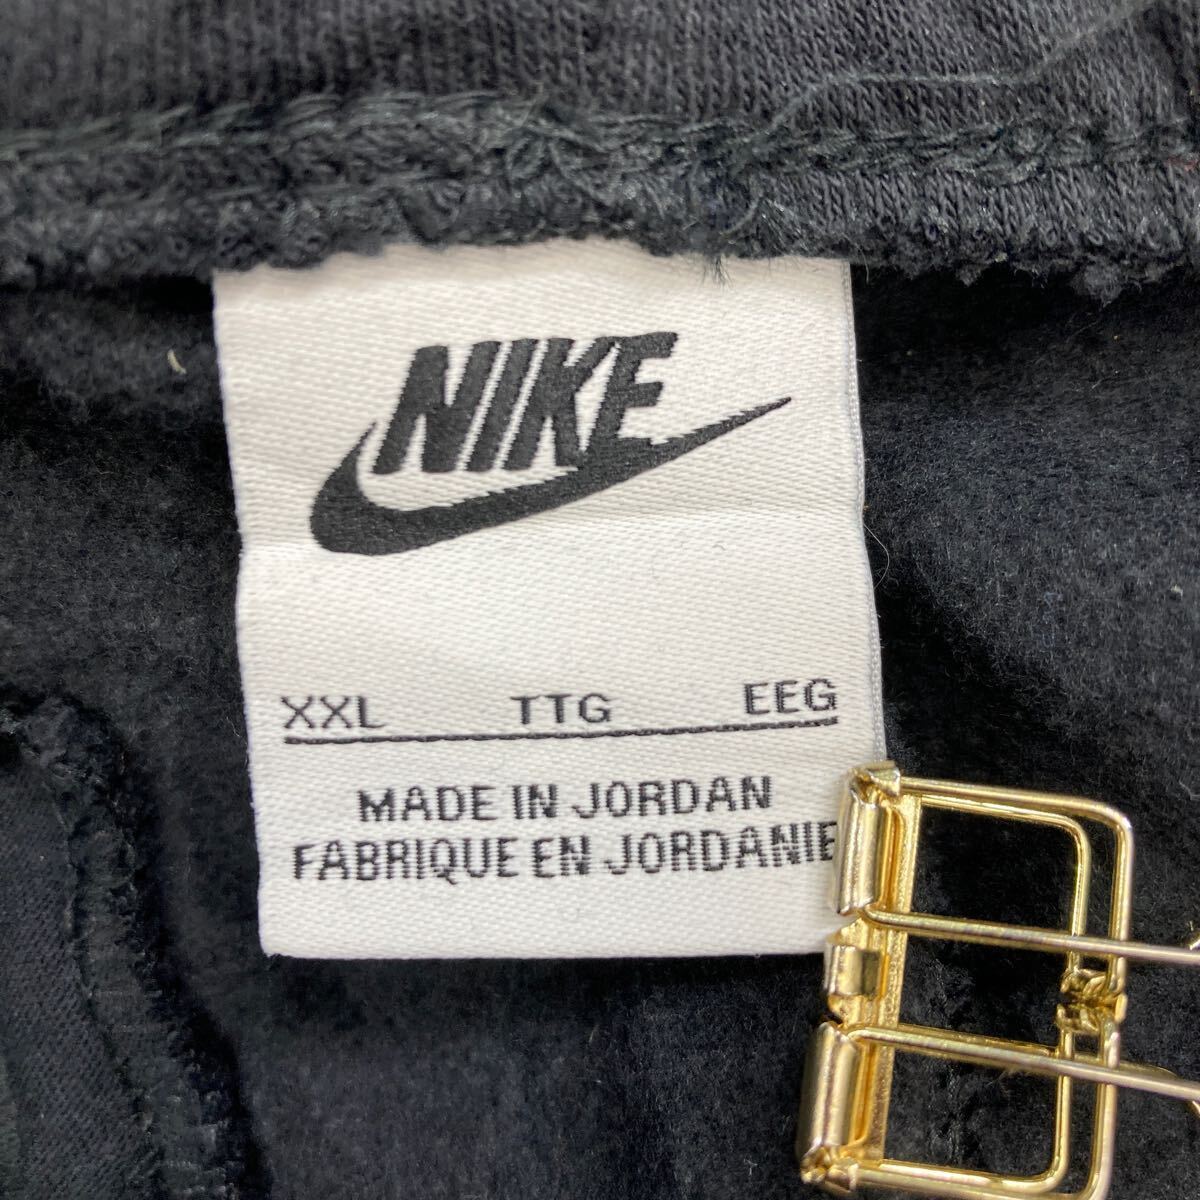 NIKE
XXL TTG EEG
MADE IN JORDAN
FABRIQUE EN JORDANIE